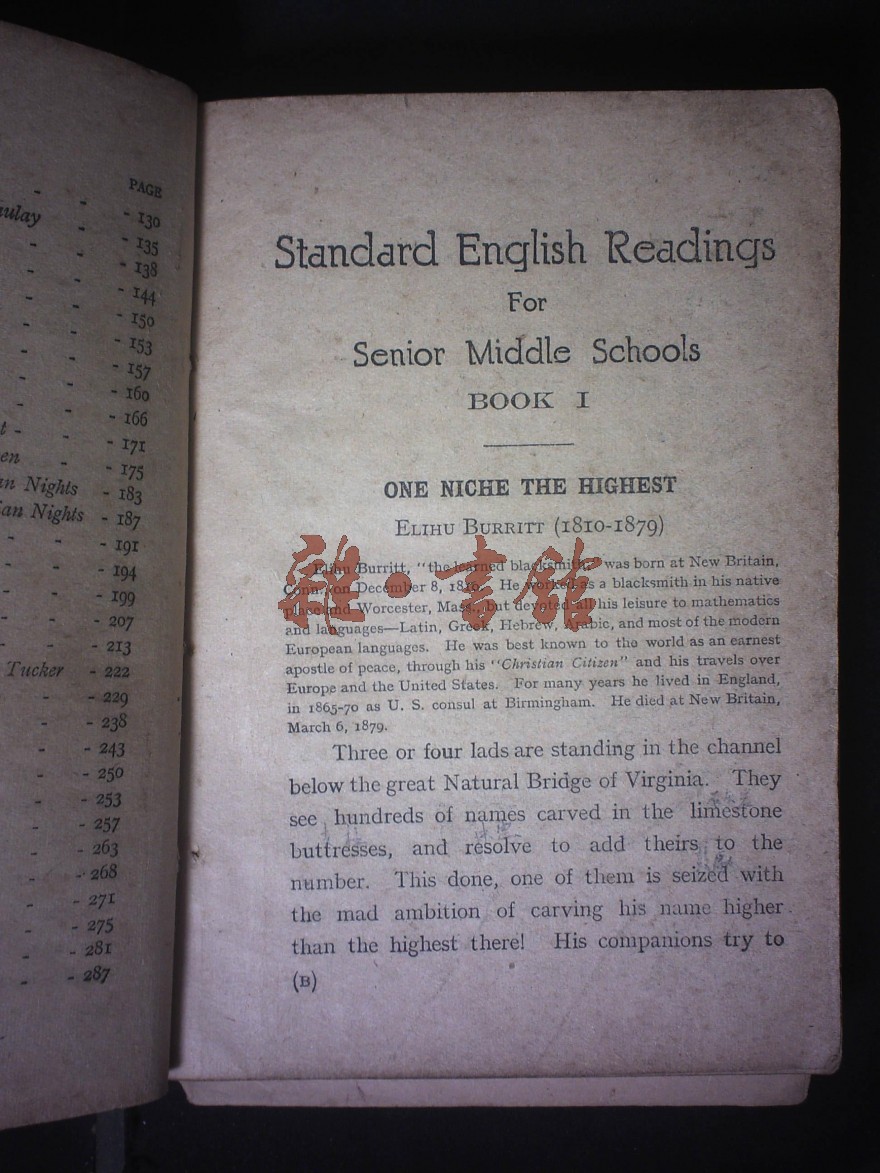 PAGE
- 130
- 135
- 138
- 144
- 150
- 153
- 157
- 160
- 166
- 171
- 175
Nights - 183
Nights - 187
- 191
- 194
- 199
- 207
- 213
Tucker - 222
- 229
- 238
- 243
- 250
- 253
- 257
- 263
- 268
- 271
- 275
- 281
- 287
Standard English Readings
For
Senior Middle Schools
BOOK I
ONE NICHE THE HIGHEST
ELIHU BURRITT (1810-1879)
Elihu Burritt, "the learned blacksmith," was born at New Britain,
Conn., on December 8, 1810. He worked as a blacksmith in his native
place and Worcester, Mass., but devoted all his leisure to mathematics
and languages—Latin, Greek, Hebrew, Arabic, and most of the modern
European languages. He was best known to the world as an earnest
apostle of peace, through his "Christian Citizen" and his travels over
Europe and the United States. For many years he lived in England,
in 1865-70 as U. S. consul at Birmingham. He died at New Britain,
March 6, 1879.
Three or four lads are standing in the channel
below the great Natural Bridge of Virginia. They
see hundreds of names carved in the limestone
buttresses, and resolve to add theirs to the
number. This done, one of them is seized with
the mad ambition of carving his name higher
than the highest there! His companions try to
(B)
雜·書館